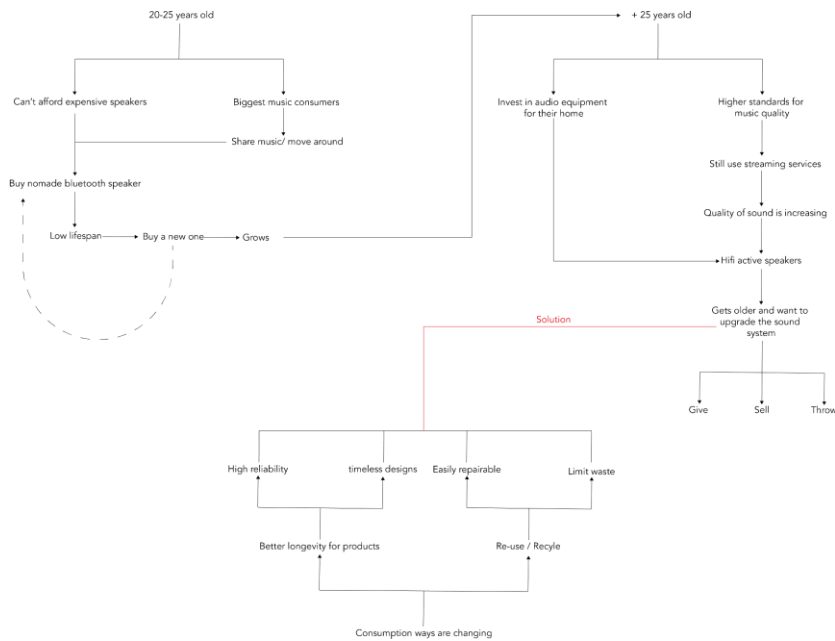 20-25 years old
+ 25 years old
Can't afford expensive speakers
Biggest music consumers
Invest in audio equipment
for their home
Higher standards for
music quality
Share music/ move around
Still use streaming services
Buy nomade bluetooth speaker
Quality of sound is increasing
Low lifespan
Buy a new one
Grows
Hifi active speakers
Gets older and want to
upgrade the sound
system
Solution
Give
Sell
Throw
High reliability
timeless designs
Easily repairable
Limit waste
Better longevity for products
Re-use / Recyle
Consumption ways are changing